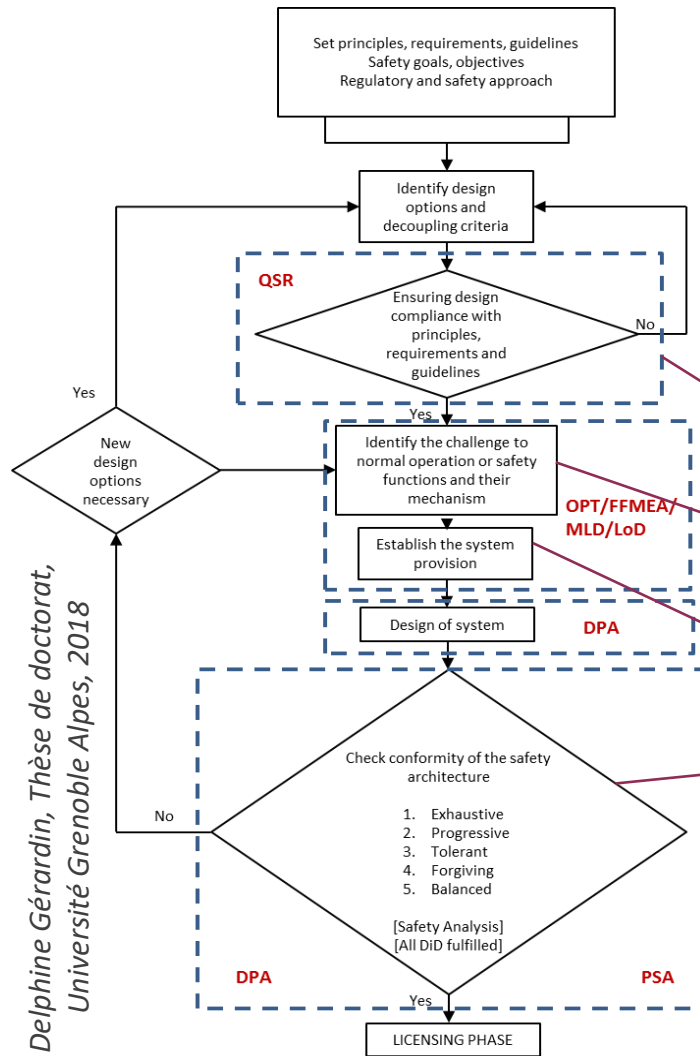 Set principles, requirements, guidelines
Safety goals, objectives
Regulatory and safety approach
Identify design
options and
decoupling criteria
QSR
Ensuring design
compliance with
principles,
requirements and
guidelines
No
Yes
Yes
New
design
options
necessary
Identify the challenge to
normal operation or safety
functions and their
mechanism
OPT/FFMEA/
MLD/LoD
Establish the system
provision
Design of system
DPA
Delphine Gérardin, Thèse de doctorat,
Université Grenoble Alpes, 2018
Check conformity of the safety
architecture
No
1. Exhaustive
2. Progressive
3. Tolerant
4. Forgiving
5. Balanced
[Safety Analysis]
[All DiD fulfilled]
DPA
PSA
Yes
LICENSING PHASE